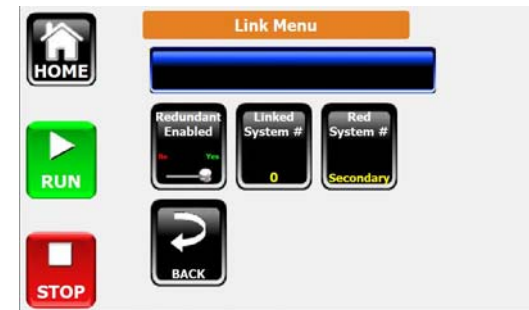 Link Menu
HOME
Redundant
Enabled
No Yes
Linked
System #
0
Red
System #
Secondary
RUN
BACK
STOP